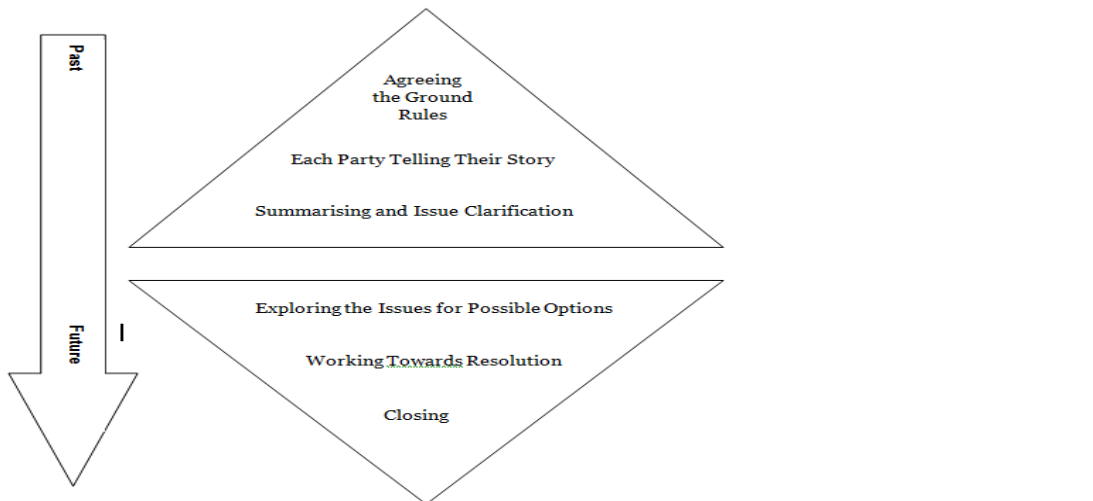 Past
Agreeing
the Ground
Rules
Each Party Telling Their Story
Summarising and Issue Clarification
Exploring the Issues for Possible Options
Future
Working Towards Resolution
Closing